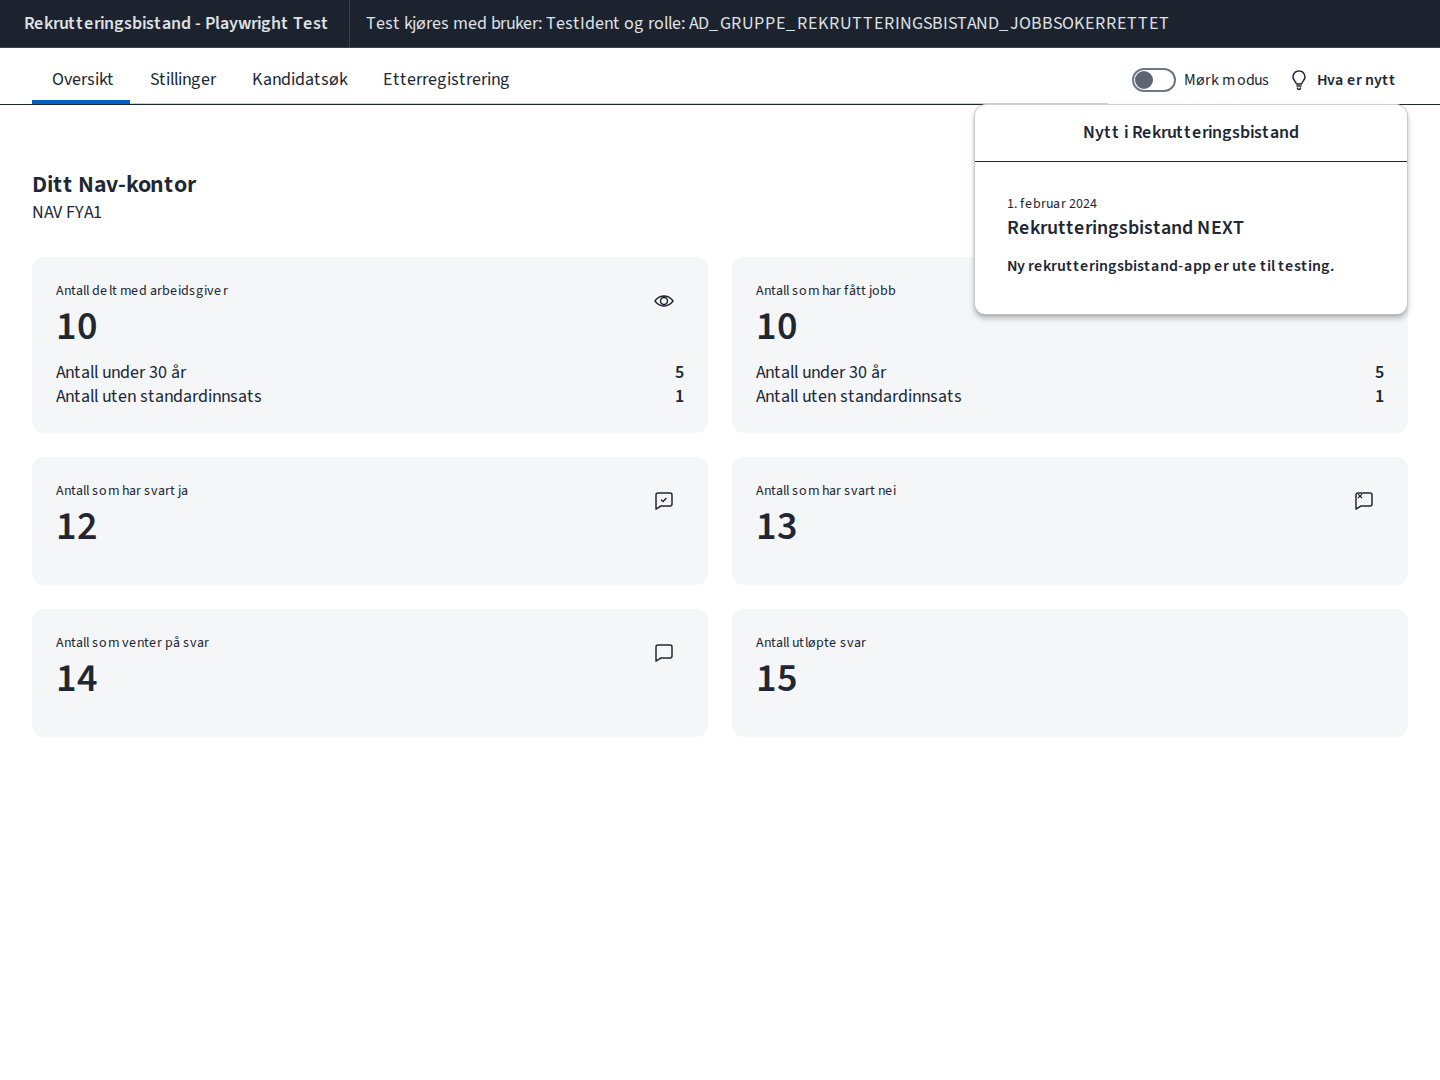 Rekrutteringsbistand - Playwright Test
Test kjøres med bruker: TestIdent og rolle: AD_GRUPPE_REKRUTTERINGSBISTAND_JOBBSOKERRETTET
Oversikt
Stillinger
Kandidatsøk
Etterregistrering
Mørk modus
Hva er nytt
Nytt i Rekrutteringsbistand
1. februar 2024
Rekrutteringsbistand NEXT
Ny rekrutteringsbistand-app er ute til testing.
Ditt Nav-kontor
NAV FYA1
Antall delt med arbeidsgiver
10
Antall under 30 år 5
Antall uten standardinnsats 1
Antall som har fått jobb
10
Antall under 30 år 5
Antall uten standardinnsats 1
Antall som har svart ja
12
Antall som har svart nei
13
Antall som venter på svar
14
Antall utløpte svar
15